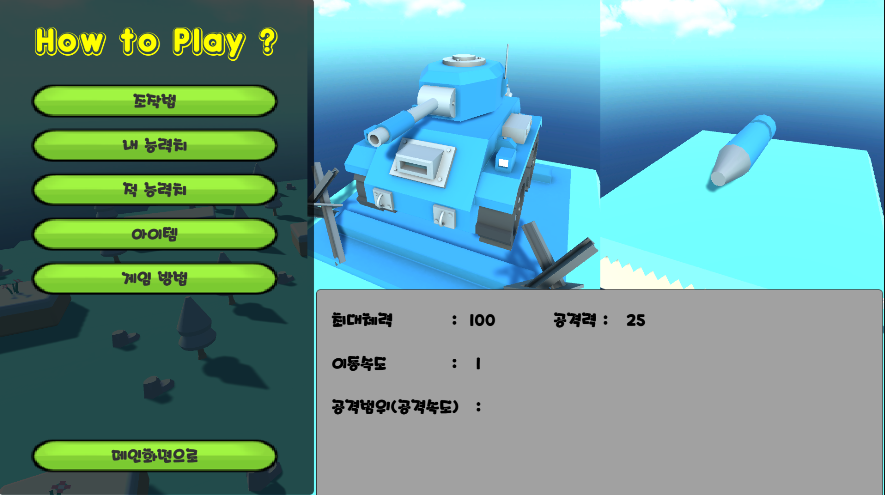 How to Play ?
조작법
내 능력치
적 능력치
아이템
게임 방법
메인화면으로
최대체력 : 100 공격력 : 25
이동속도 : 1
공격범위(공격속도) :